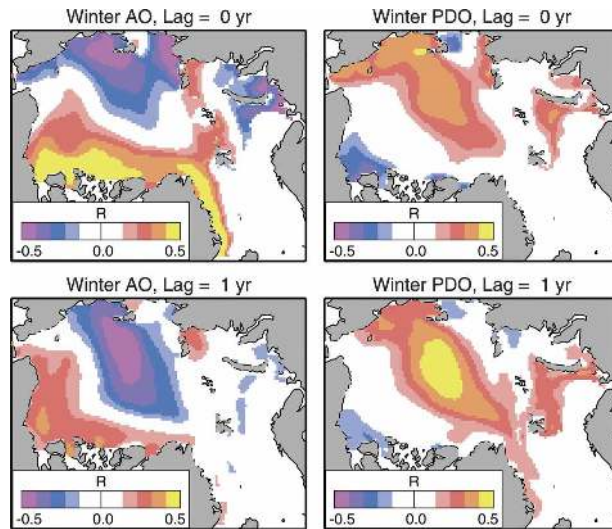 Winter AO, Lag = 0 yr
Winter PDO, Lag = 0 yr
R
-0.5 0.0 0.5
R
-0.5 0.0 0.5
Winter AO, Lag = 1 yr
Winter PDO, Lag = 1 yr
R
-0.5 0.0 0.5
R
-0.5 0.0 0.5